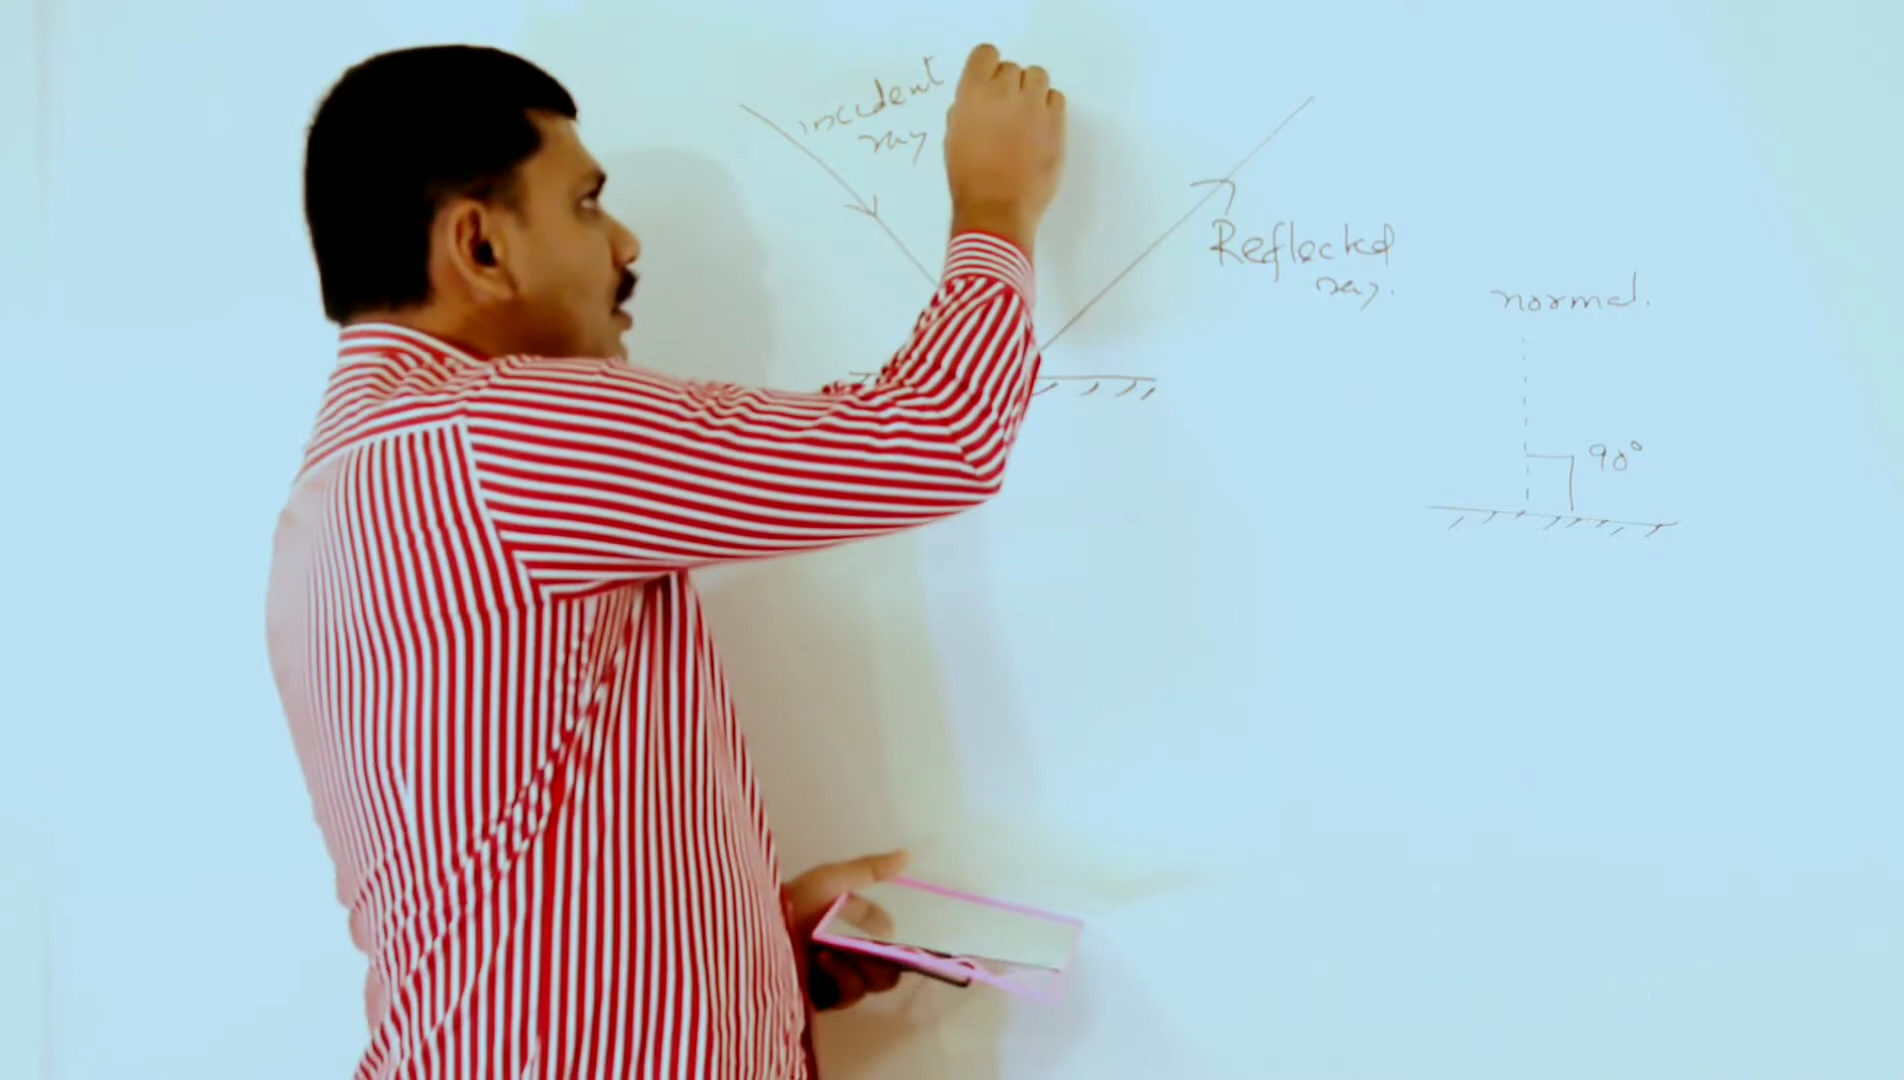 incident
ray
Reflected
ray.
normal.
90°